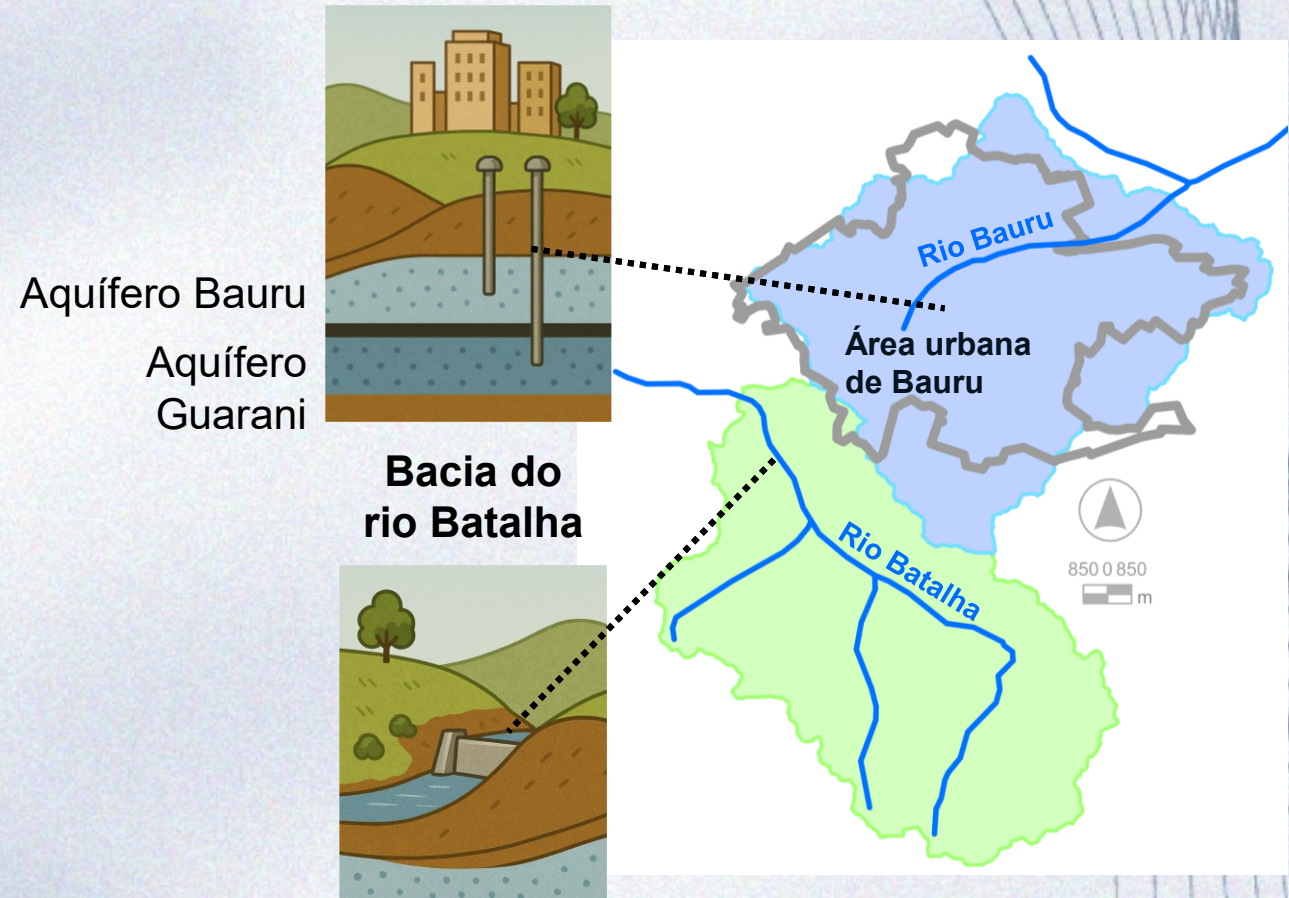 Aquífero Bauru
Aquífero
Guarani
Bacia do
rio Batalha
Rio Bauru
Área urbana
de Bauru
Rio Batalha
850 0 850
m